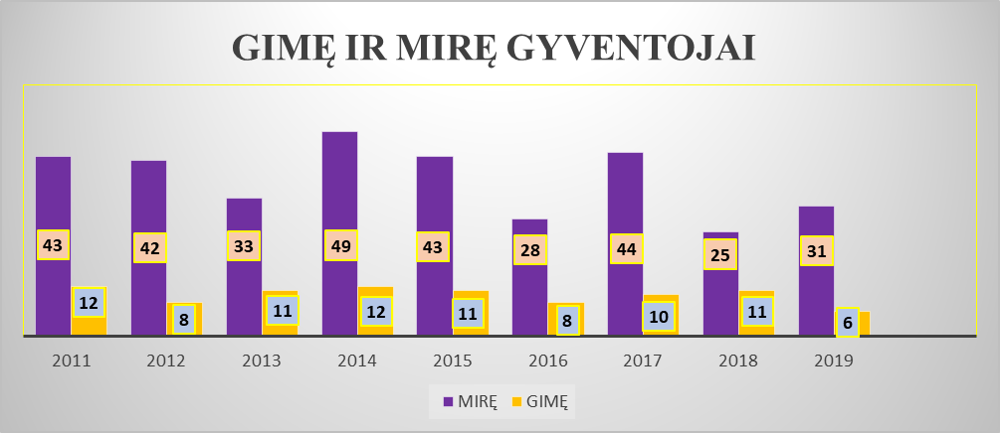 GIMĘ IR MIRĘ GYVENTOJAI
43 42 33 49 43 28 44 25 31
12 8 11 12 11 8 10 11 6
2011 2012 2013 2014 2015 2016 2017 2018 2019
MIRĘ GIMĘ